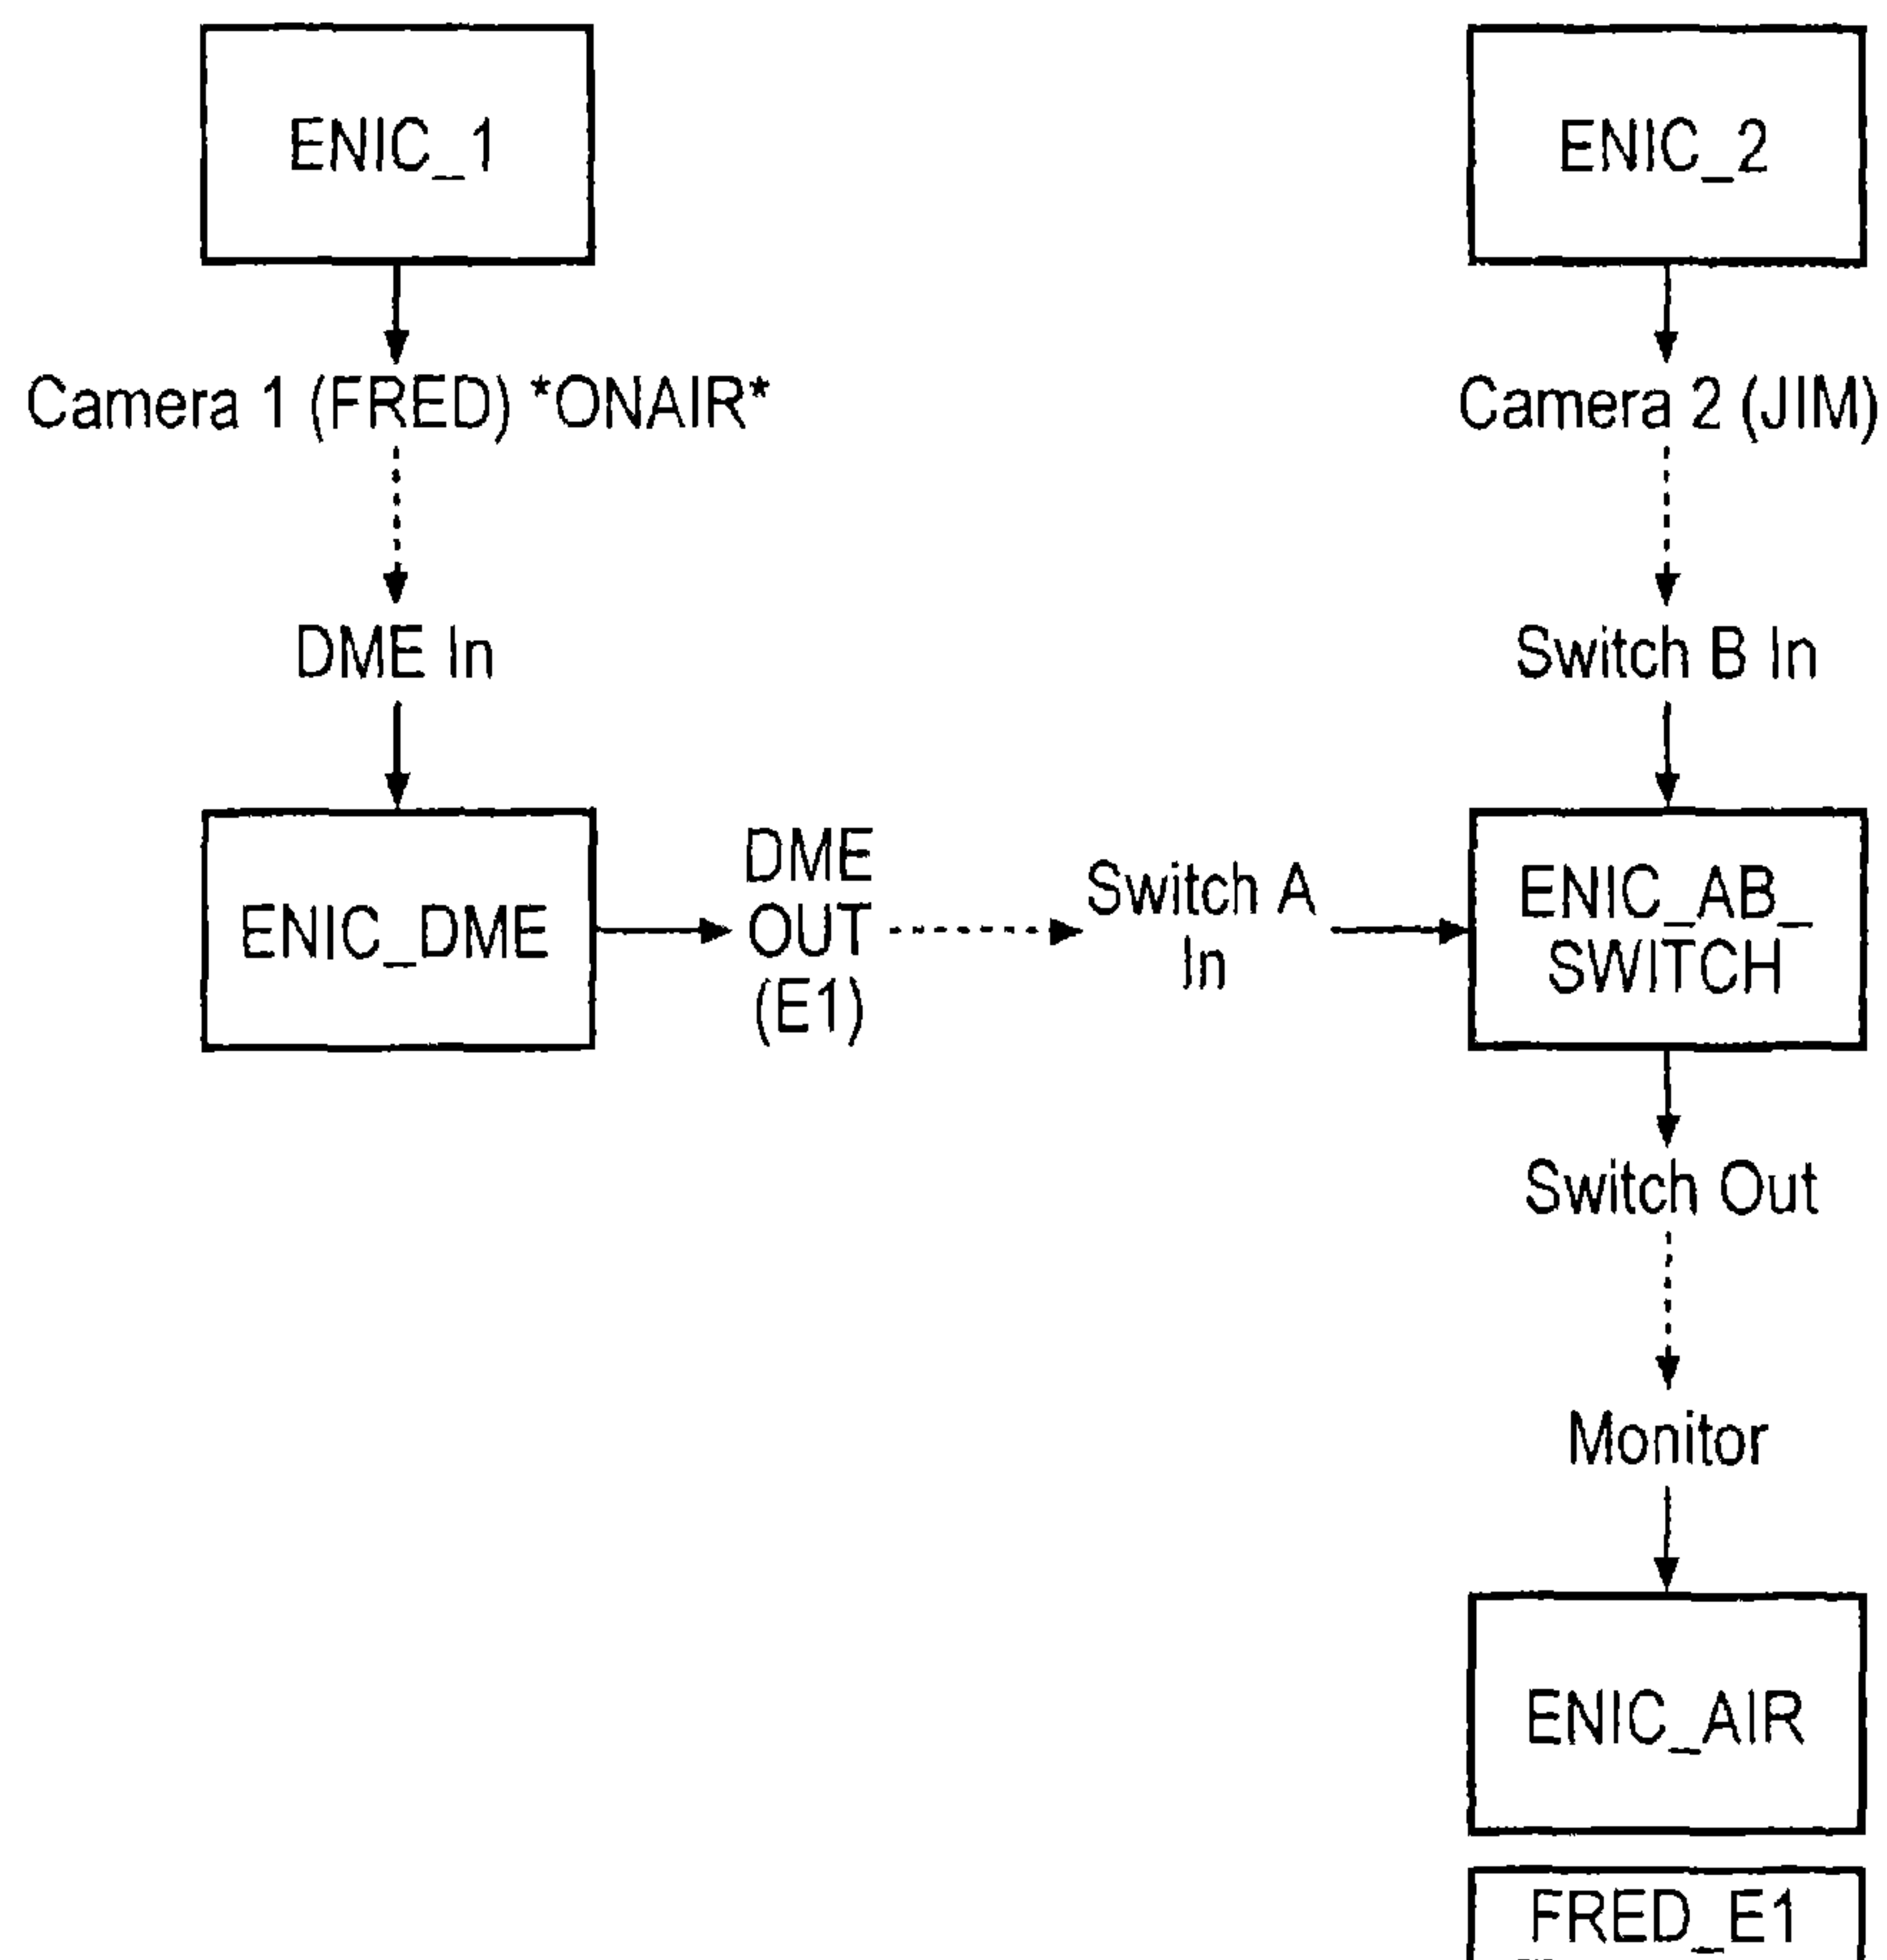 ENIC_1
ENIC_2
Camera 1 (FRED) *ONAIR*
Camera 2 (JIM)
DME In
Switch B In
ENIC_DME
DME
OUT
(E1)
Switch A
In
ENIC_AB_
SWITCH
Switch Out
Monitor
ENIC_AIR
FRED_E1